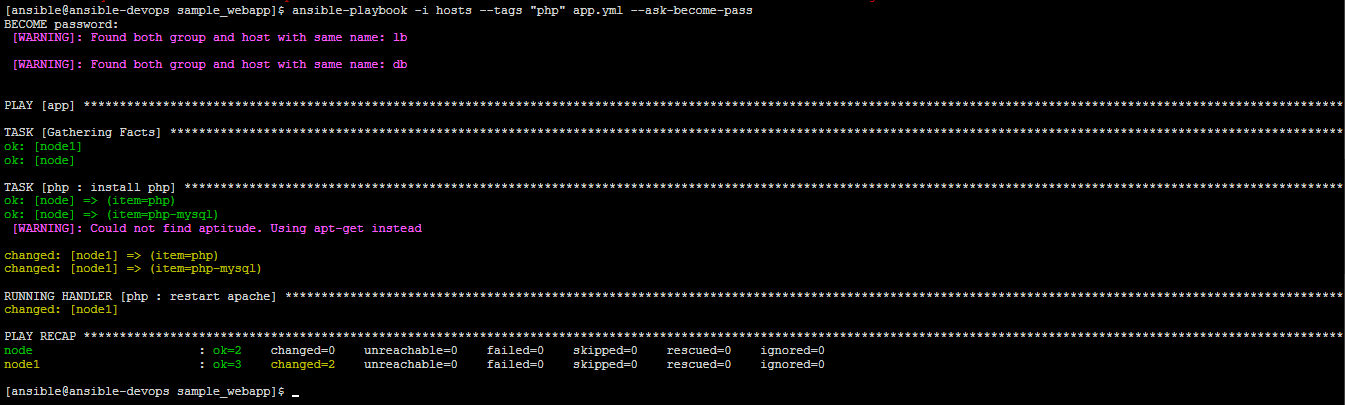 [ansible@ansible-devops sample_webapp]$ ansible-playbook -i hosts --tags "php" app.yml --ask-become-pass
BECOME password:
[WARNING]: Found both group and host with same name: lb
[WARNING]: Found both group and host with same name: db
PLAY [app] ****************************************************************************************************************************************************************************
TASK [Gathering Facts] ****************************************************************************************************************************************************************
ok: [node1]
ok: [node]
TASK [php : install php] **************************************************************************************************************************************************************
ok: [node] => (item=php)
ok: [node] => (item=php-mysql)
[WARNING]: Could not find aptitude. Using apt-get instead
changed: [node1] => (item=php)
changed: [node1] => (item=php-mysql)
RUNNING HANDLER [php : restart apache] ************************************************************************************************************************************************
changed: [node1]
PLAY RECAP ****************************************************************************************************************************************************************************
node : ok=2 changed=0 unreachable=0 failed=0 skipped=0 rescued=0 ignored=0
node1 : ok=3 changed=2 unreachable=0 failed=0 skipped=0 rescued=0 ignored=0
[ansible@ansible-devops sample_webapp]$ _